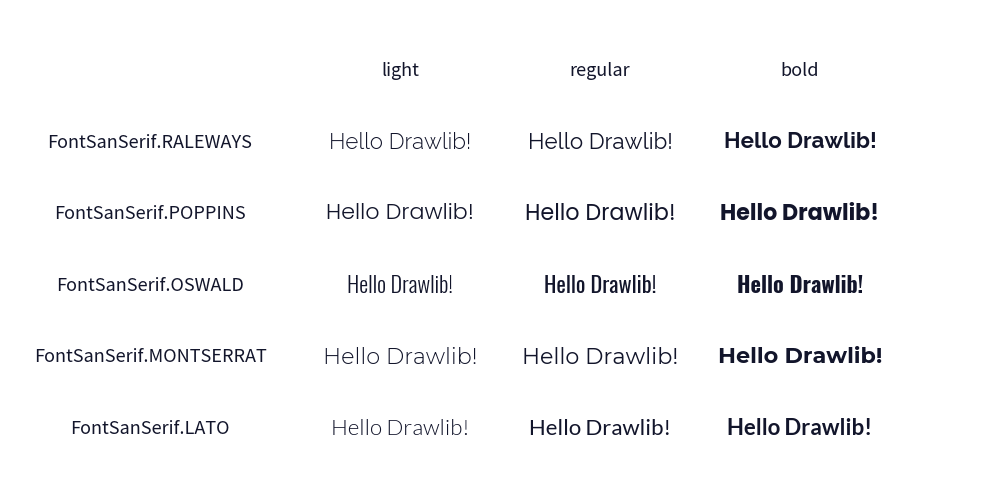 light regular bold
FontSanSerif.RALEWAYS Hello Drawlib! Hello Drawlib! Hello Drawlib!
FontSanSerif.POPPINS Hello Drawlib! Hello Drawlib! Hello Drawlib!
FontSanSerif.OSWALD Hello Drawlib! Hello Drawlib! Hello Drawlib!
FontSanSerif.MONTSERRAT Hello Drawlib! Hello Drawlib! Hello Drawlib!
FontSanSerif.LATO Hello Drawlib! Hello Drawlib! Hello Drawlib!